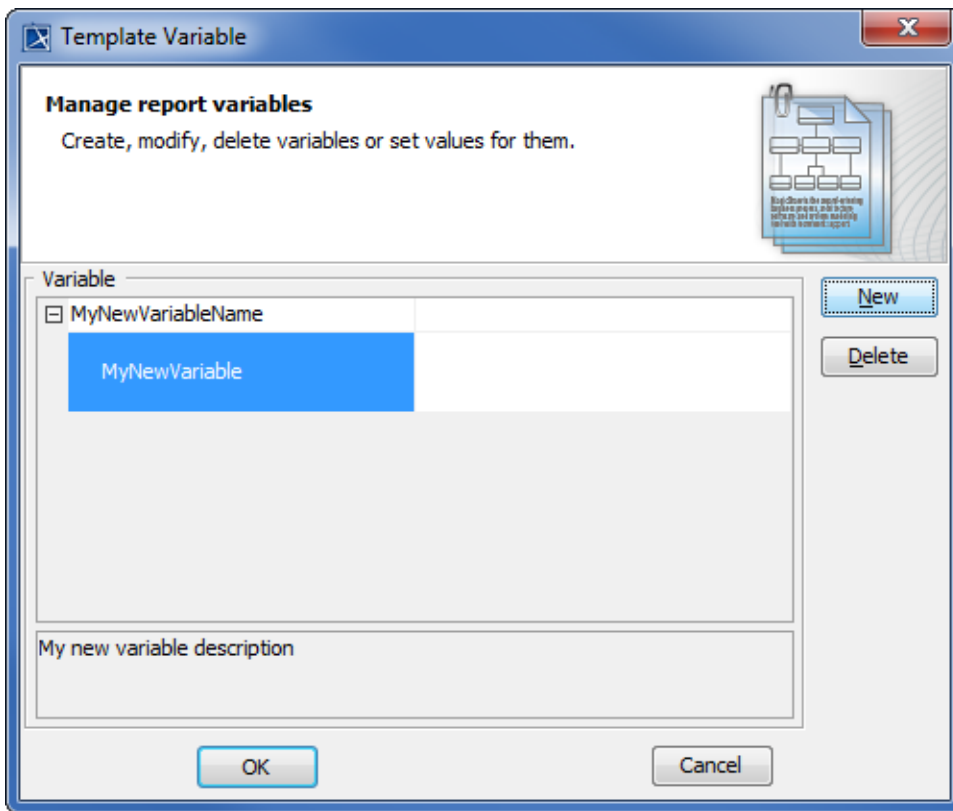 Template Variable
Manage report variables
Create, modify, delete variables or set values for them.
Variable
MyNewVariableName
MyNewVariable
New
Delete
My new variable description
OK
Cancel